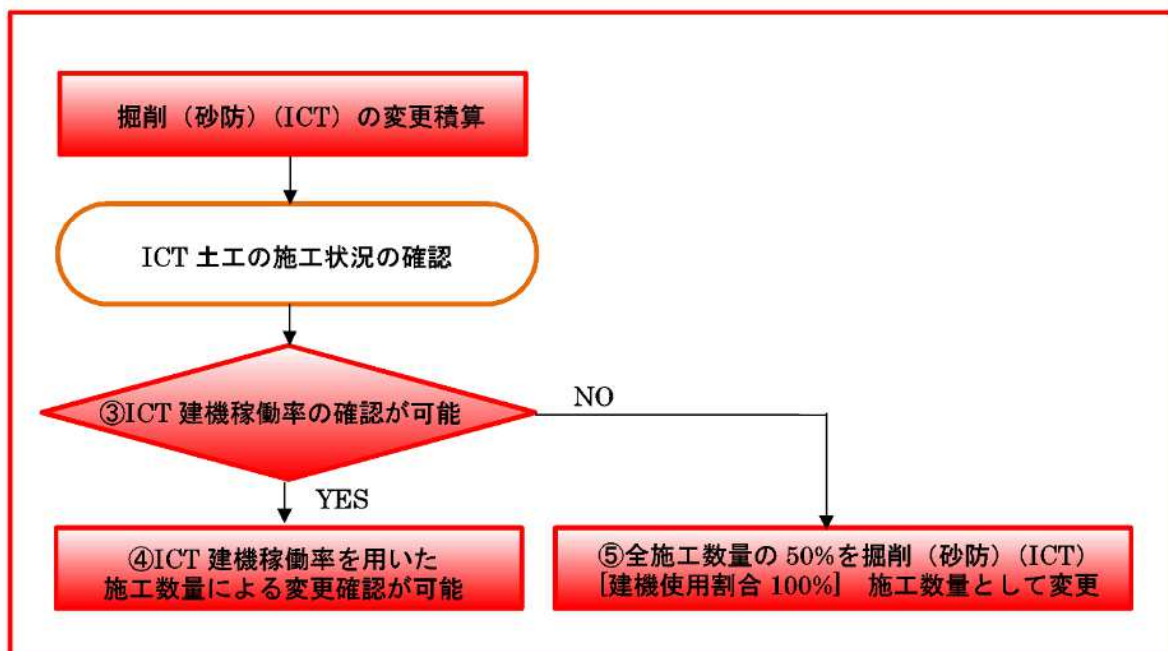 掘削（砂防）（ICT）の変更積算
ICT 土工の施工状況の確認
③ICT 建機稼働率の確認が可能
NO
YES
④ICT 建機稼働率を用いた
施工数量による変更確認が可能
⑤全施工数量の 50%を掘削（砂防）（ICT）
[建機使用割合 100%]　施工数量として変更